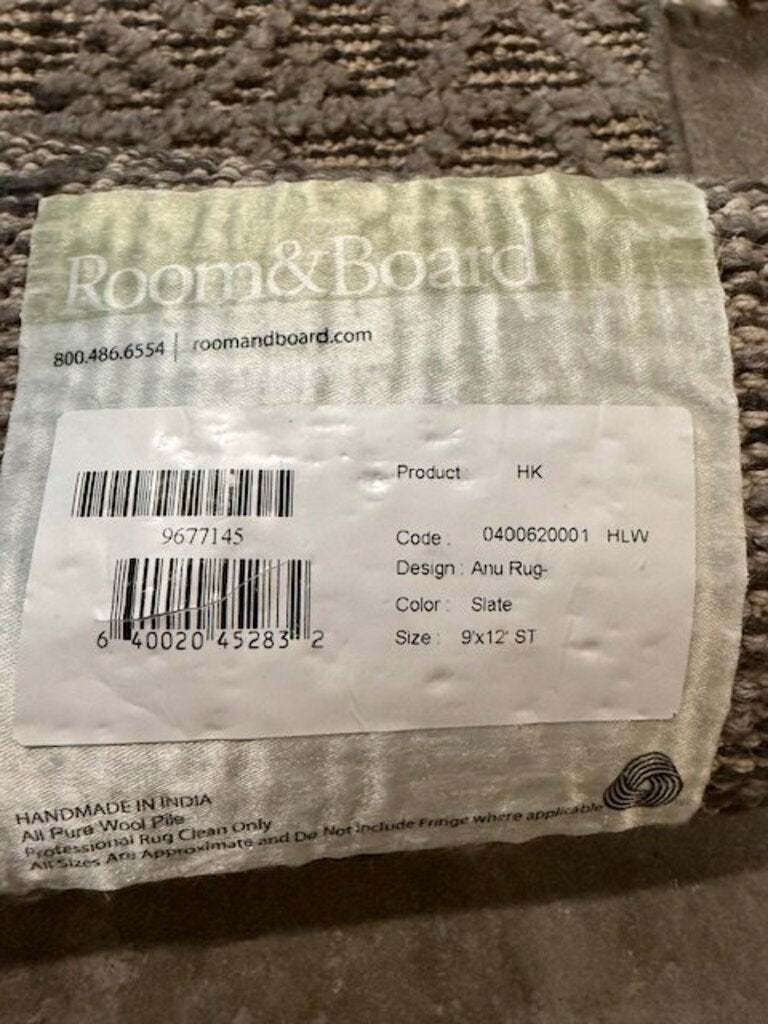 Room&Board
800.486.6554 | roomandboard.com
9677145
6 40020 45283 2
Product HK
Code : 0400620001 HLW
Design : Anu Rug-
Color : Slate
Size : 9'x12' ST
HANDMADE IN INDIA
All Pure Wool Pile
Professional Rug Clean Only
All Sizes Are Approximate and Do Not Include Fringe where applicable